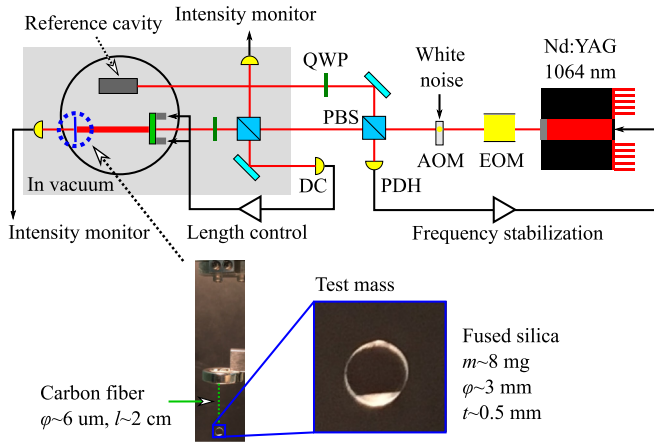 Intensity monitor
Reference cavity
QWP
White
noise
Nd:YAG
1064 nm
PBS
AOM
EOM
In vacuum
DC
PDH
Intensity monitor
Length control
Frequency stabilization
Test mass
Carbon fiber
φ~6 um, l~2 cm
Fused silica
m~8 mg
φ~3 mm
t~0.5 mm